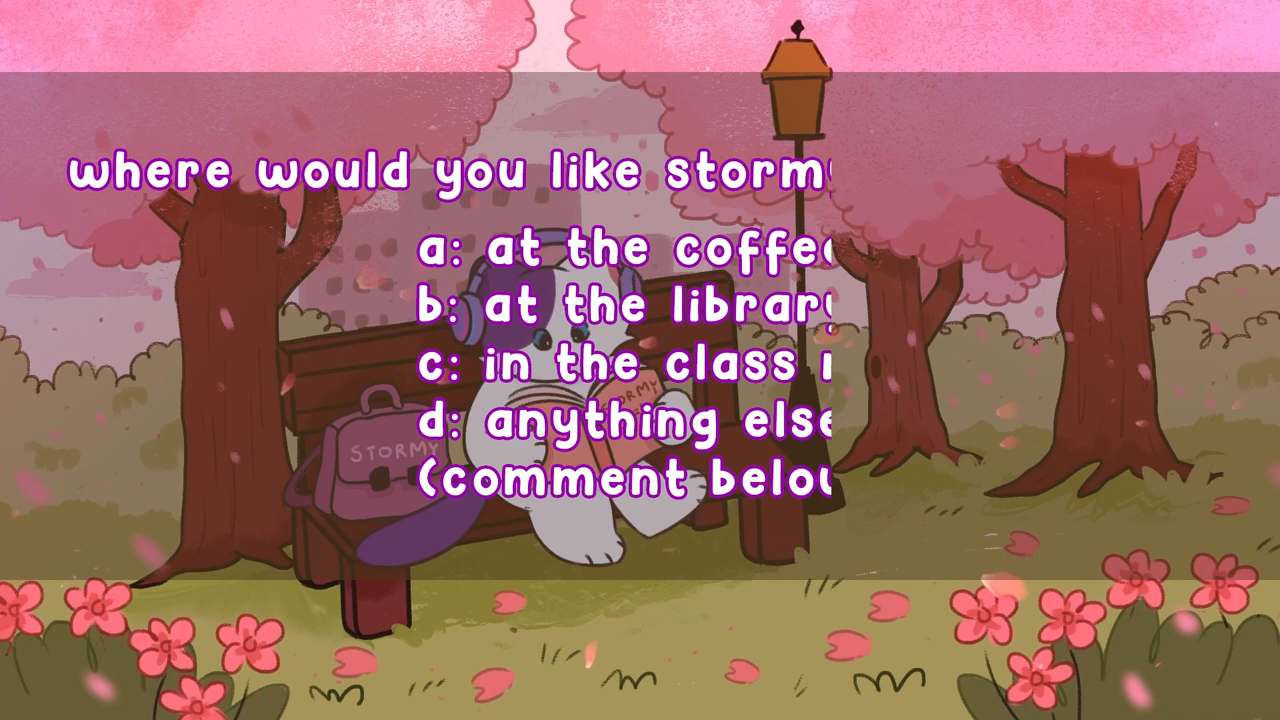 where would you like storm
a: at the coffe
b: at the librar
c: in the class
d: anything else
(comment belo
STORMY
STORMY